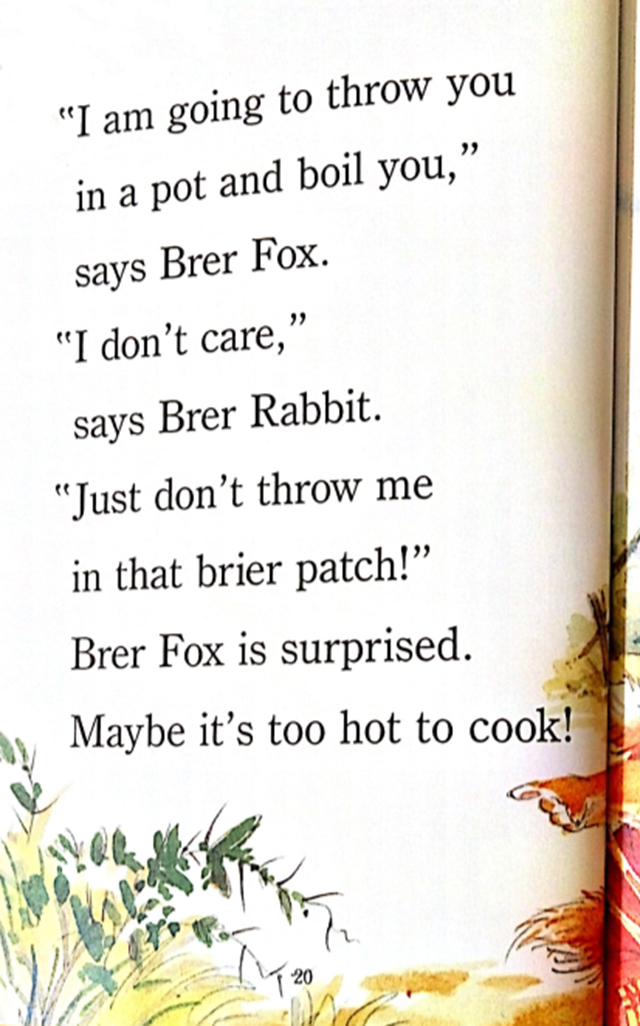 “I am going to throw you
in a pot and boil you,”
says Brer Fox.
“I don’t care,”
says Brer Rabbit.
“Just don’t throw me
in that brier patch!”
Brer Fox is surprised.
Maybe it’s too hot to cook!
20